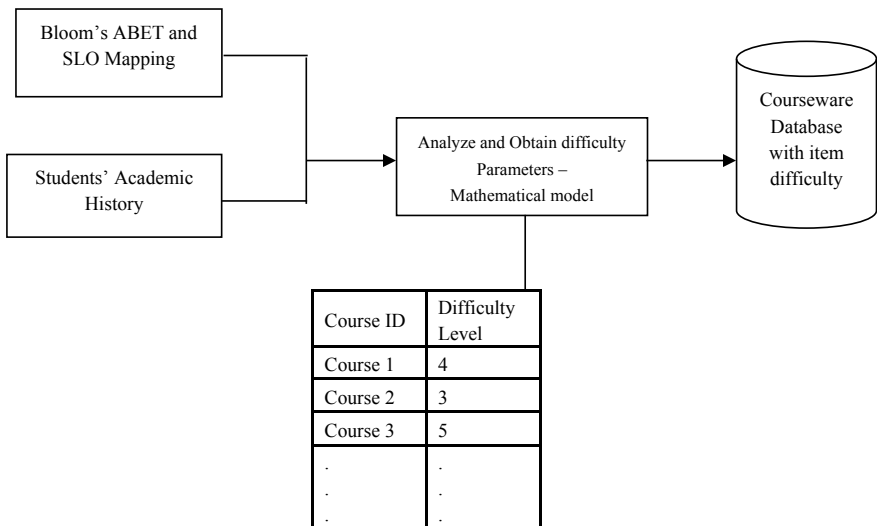 Bloom’s ABET and
SLO Mapping
Students’ Academic
History
Analyze and Obtain difficulty
Parameters –
Mathematical model
Courseware
Database
with item
difficulty
Course ID Difficulty
Level
Course 1 4
Course 2 3
Course 3 5
. .
. .
. .